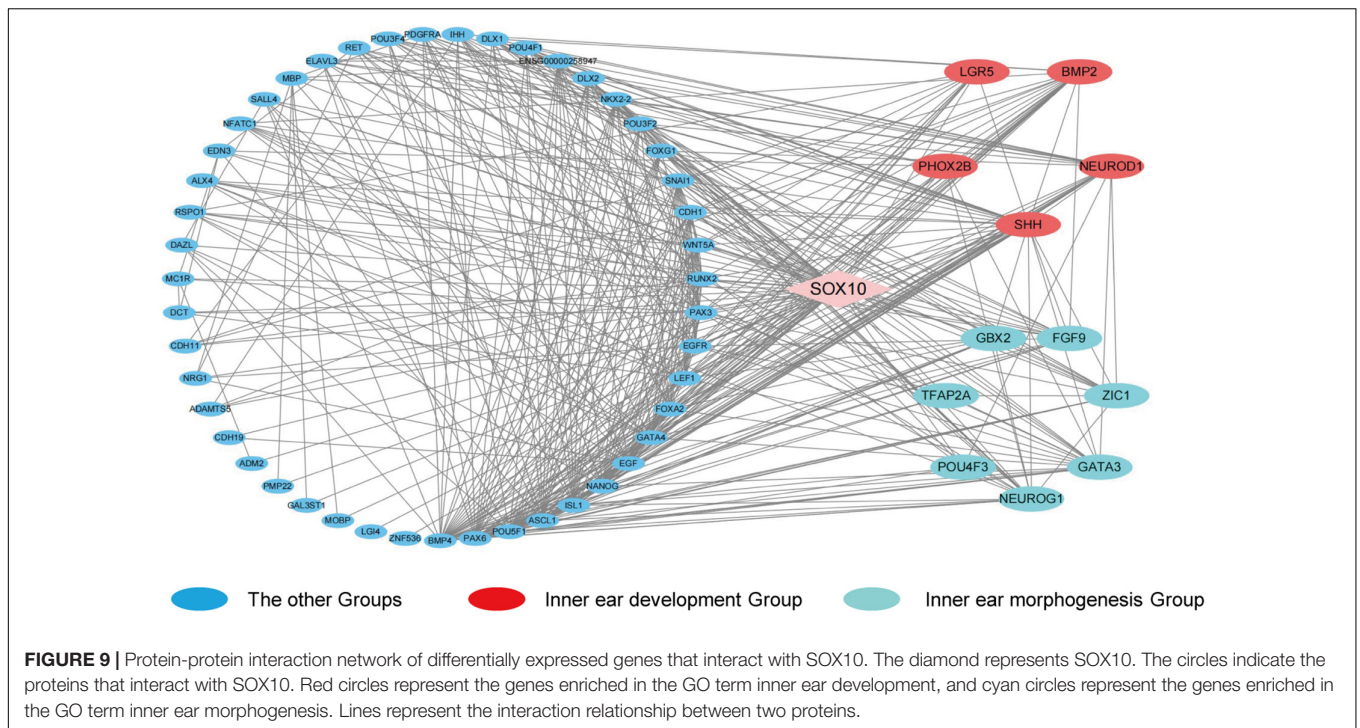 POU3F4
PDGFRA
IHH
DLX1
RET
POU4F1
ELAVL3
ENSG00000258947
MBP
DLX2
SALL4
NKX2-2
NFATC1
POU3F2
EDN3
FOXG1
ALX4
SNAI1
RSPO1
CDH1
DAZL
WNT5A
MC1R
RUNX2
DCT
PAX3
CDH11
EGFR
NRG1
LEF1
ADAMTS5
FOXA2
CDH19
GATA4
ADM2
EGF
PMP22
NANOG
GAL3ST1
ISL1
MOBP
ASCL1
LGI4
POU5F1
ZNF536
BMP4
PAX6
LGR5
BMP2
PHOX2B
NEUROD1
SHH
SOX10
GBX2
FGF9
TFAP2A
ZIC1
POU4F3
GATA3
NEUROG1
The other Groups
Inner ear development Group
Inner ear morphogenesis Group
FIGURE 9 | Protein-protein interaction network of differentially expressed genes that interact with SOX10. The diamond represents SOX10. The circles indicate the
proteins that interact with SOX10. Red circles represent the genes enriched in the GO term inner ear development, and cyan circles represent the genes enriched in
the GO term inner ear morphogenesis. Lines represent the interaction relationship between two proteins.